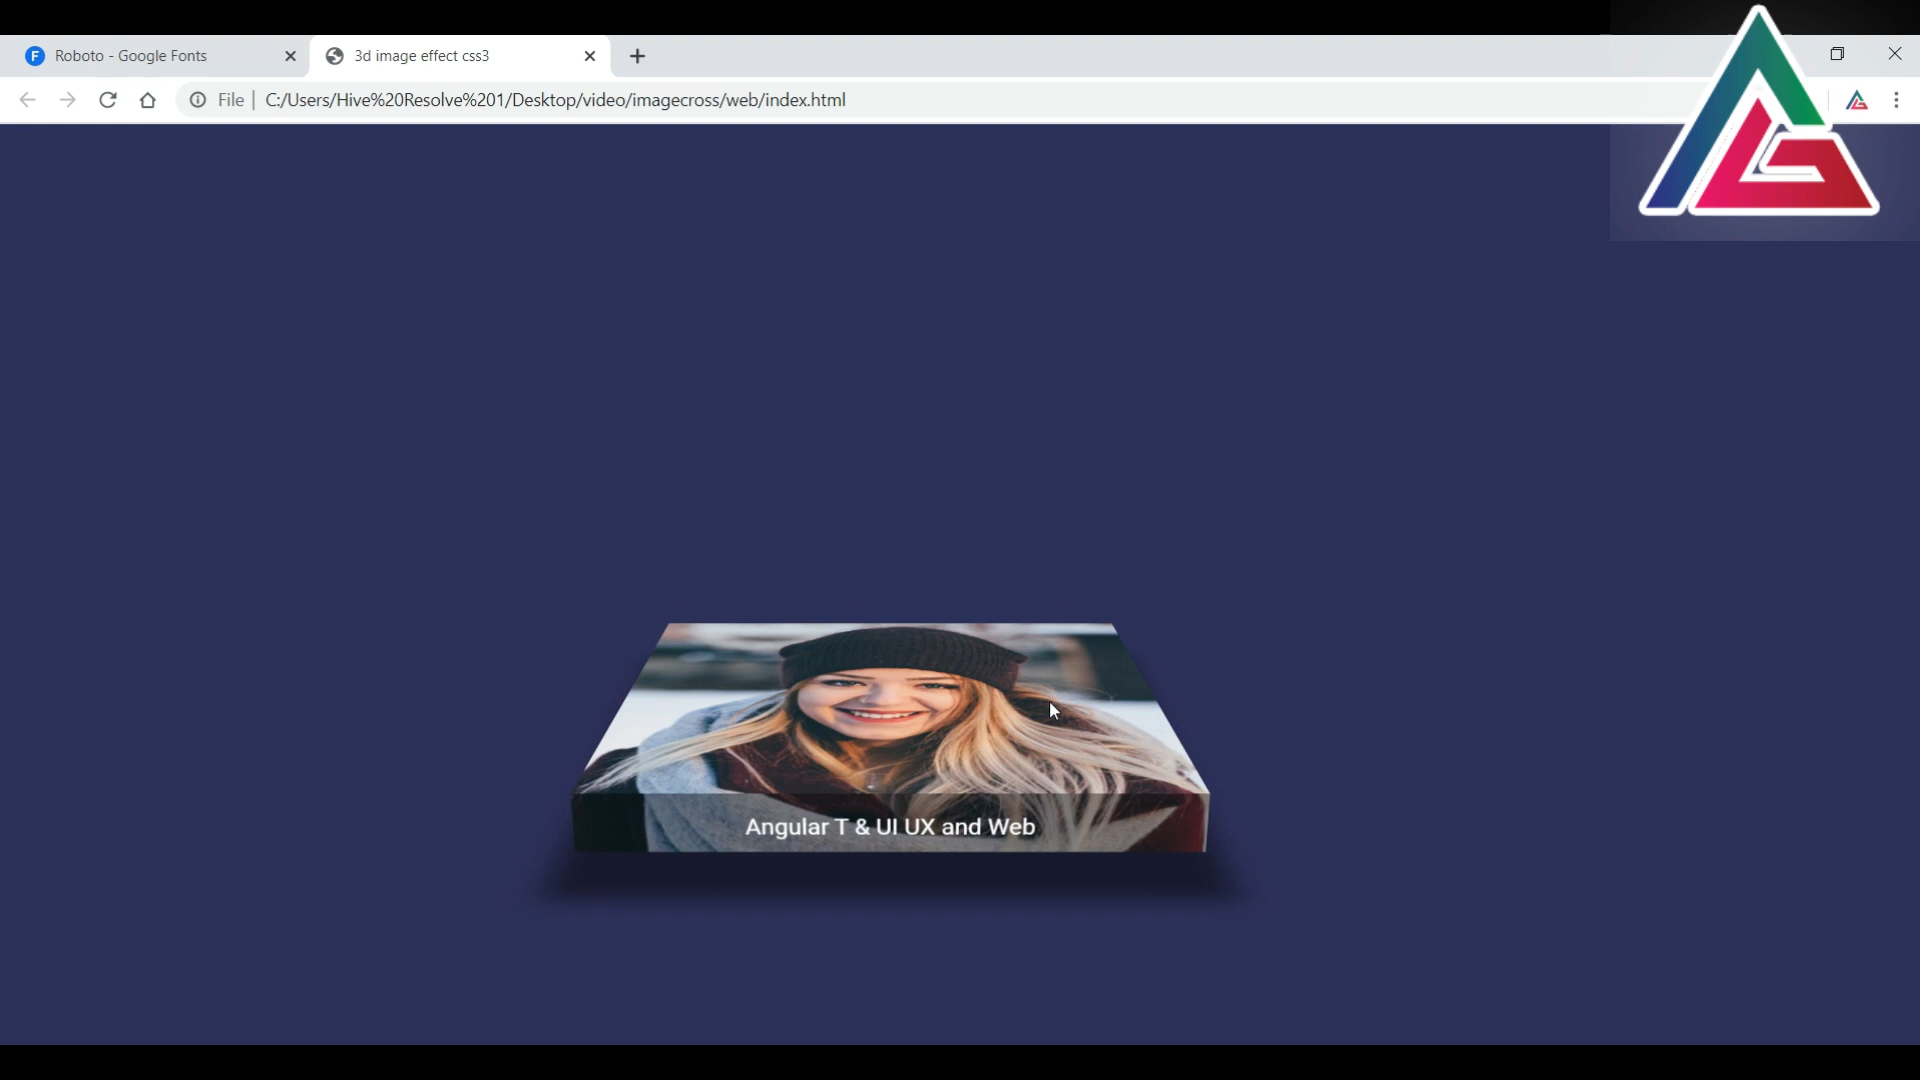 Roboto - Google Fonts
3d image effect css3
File
C:/Users/Hive%20Resolve%201/Desktop/video/imagecross/web/index.html
Angular T & UI UX and Web